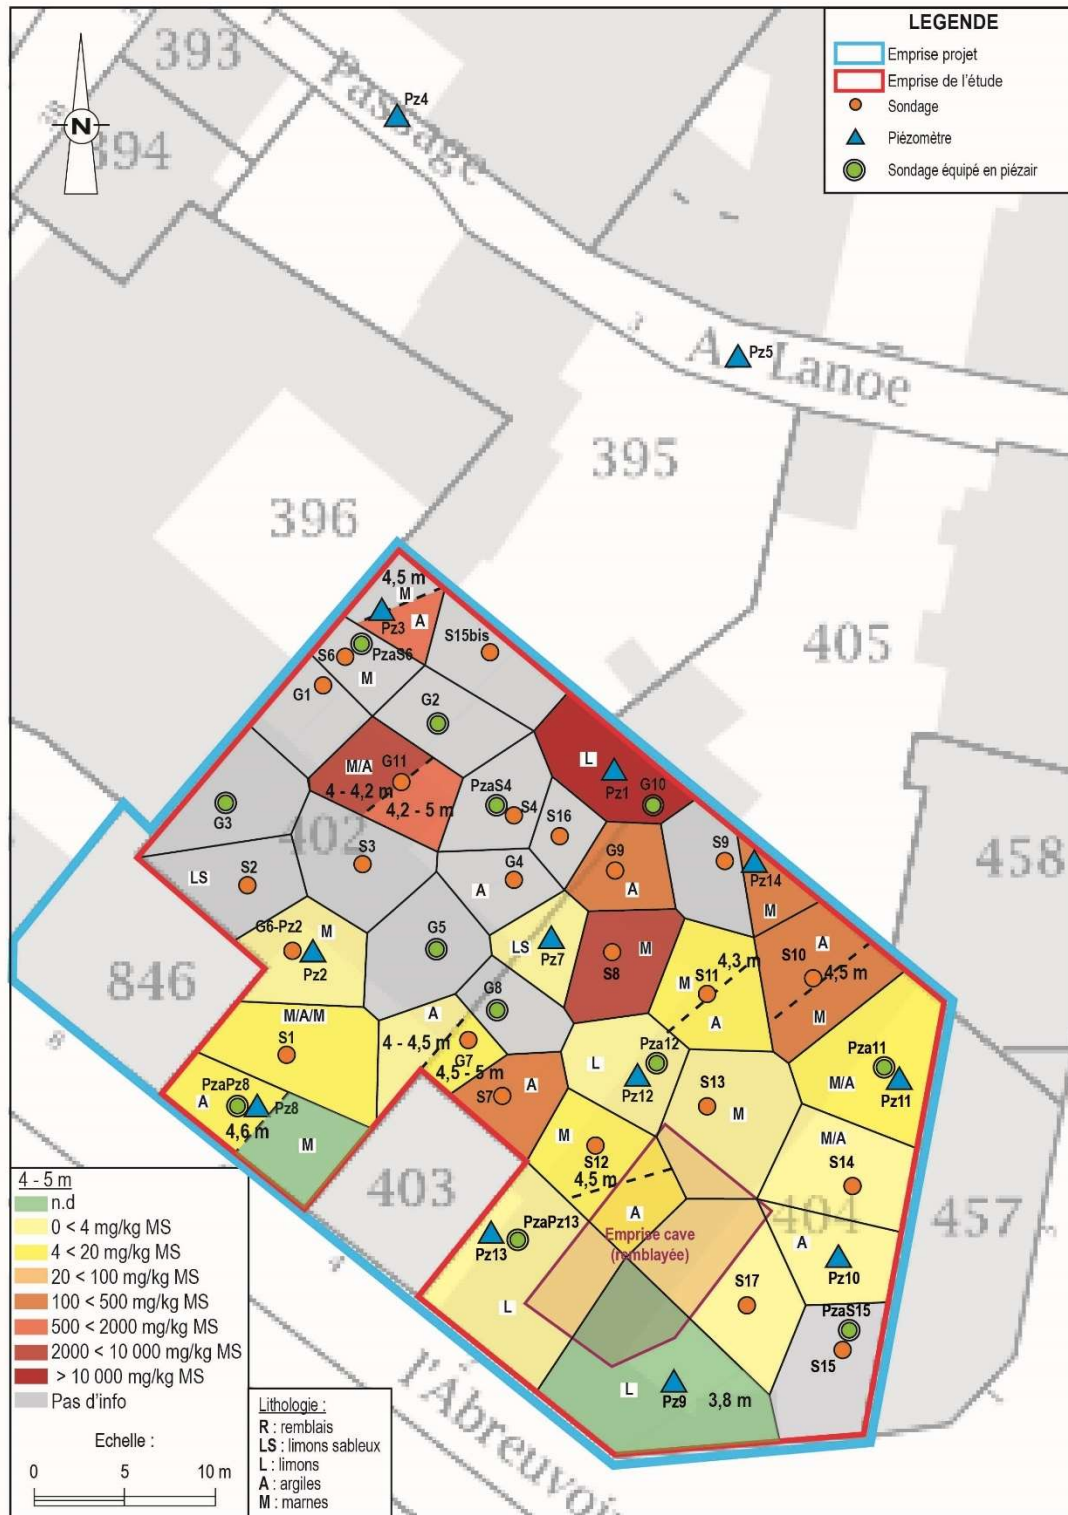 LEGENDE
Emprise projet
Emprise de l'étude
Sondage
Piézomètre
Sondage équipé en piézair
N
393
394
Passage
Pz4
3
A. Lanoe
Pz5
395
396
405
4,5 m
M
Pz3
A
S15bis
S6
PzaS6
M
G1
G2
M/A
G11
4 - 4,2 m
4,2 - 5 m
L
Pz1
G10
PzaS4
S4
S16
G3
402
S3
G9
A
S9
Pz14
M
458
LS
S2
G4
A
G6-Pz2
M
Pz2
G5
LS
Pz7
S8
M
4,3 m
S11
M
A
A
S10
4,5 m
M
846
8
M/A/M
S1
A
4 - 4,5 m
G7
4,5 - 5 m
G8
S7
A
L
Pza12
Pz12
S13
M
Pza11
M/A
Pz11
PzaPz8
A
Pz8
4,6 m
M
M
S12
4,5 m
A
M/A
S14
403
404
457
Emprise cave
(remblayée)
PzaPz13
Pz13
L
A
Pz10
S17
PzaS15
S15
4
L
Pz9
3,8 m
l'Abreuvoir
4 - 5 m
n.d
0 < 4 mg/kg MS
4 < 20 mg/kg MS
20 < 100 mg/kg MS
100 < 500 mg/kg MS
500 < 2000 mg/kg MS
2000 < 10 000 mg/kg MS
> 10 000 mg/kg MS
Pas d'info
Echelle :
0 5 10 m
Lithologie :
R : remblais
LS : limons sableux
L : limons
A : argiles
M : marnes